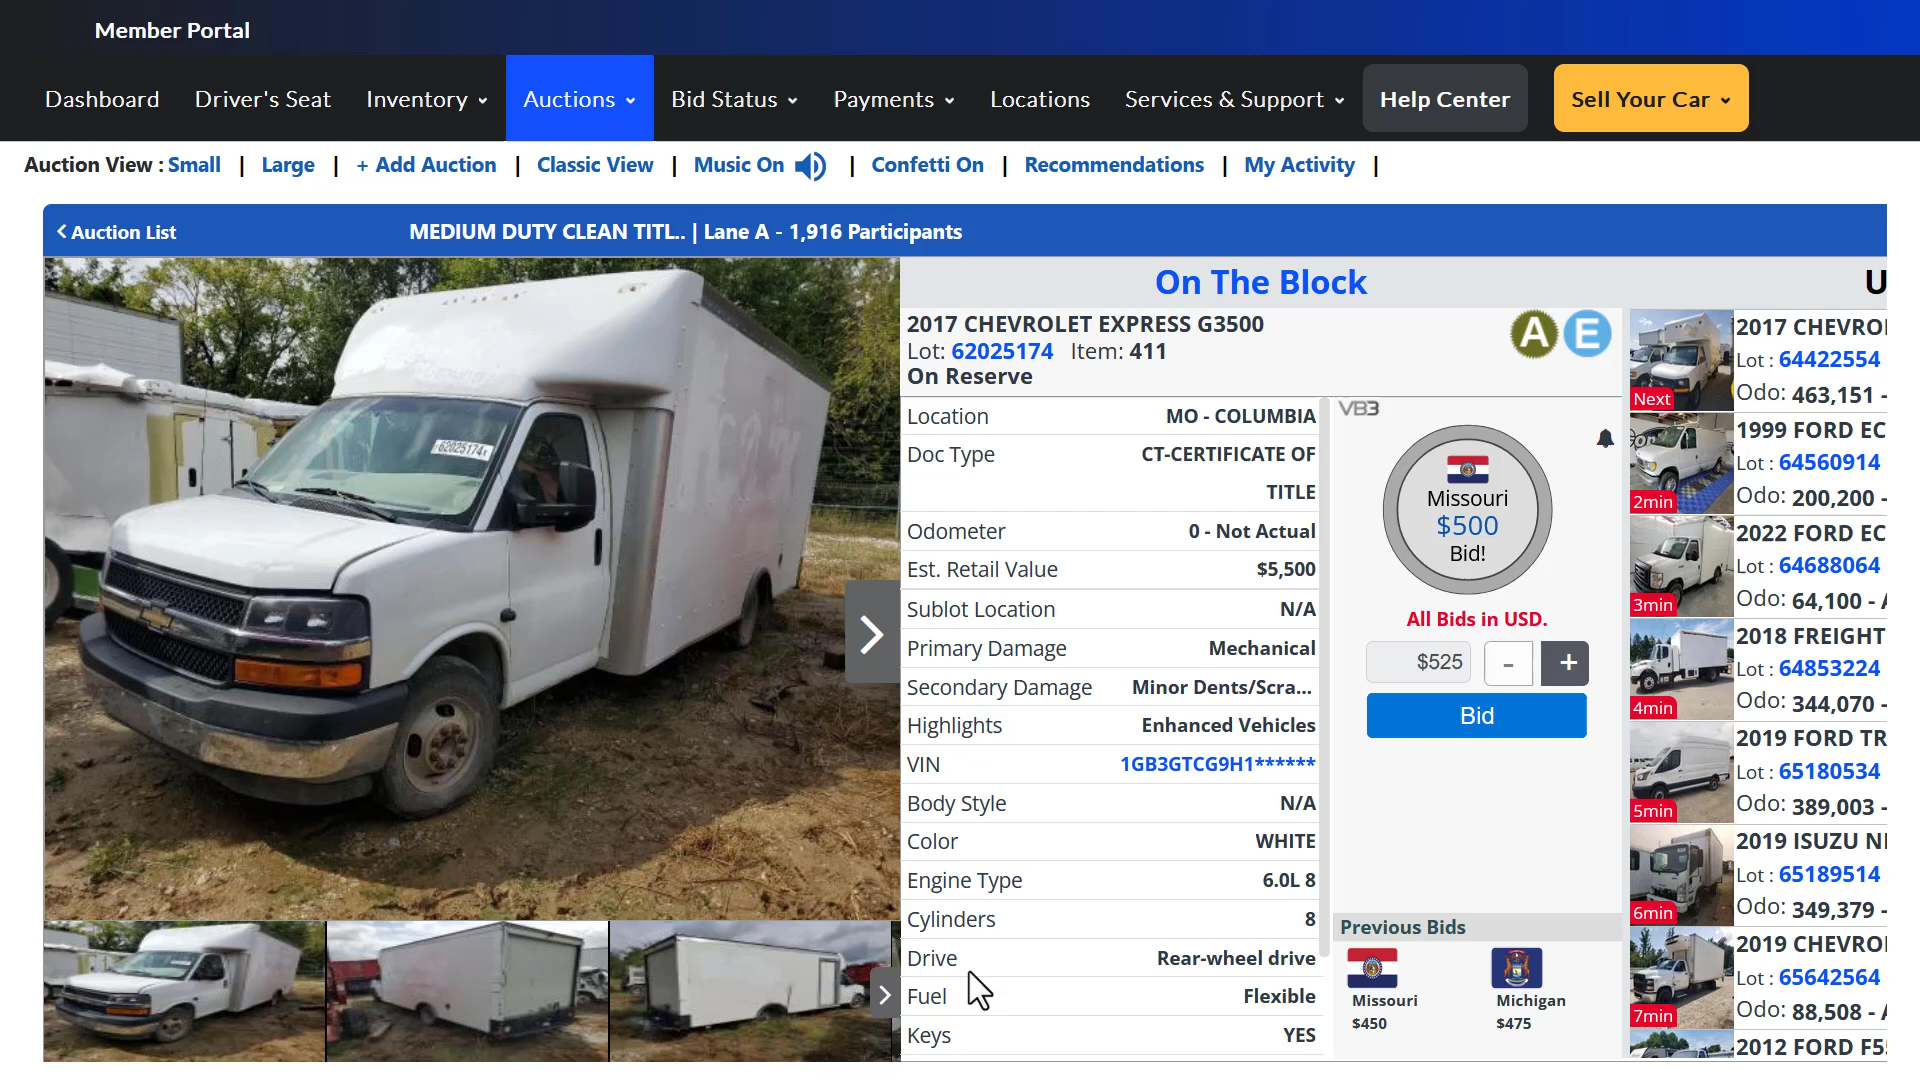 Member Portal
Dashboard
Driver's Seat
Inventory
Auctions
Bid Status
Payments
Locations
Services & Support
Help Center
Sell Your Car
Auction View : Small | Large | + Add Auction | Classic View | Music On | Confetti On | Recommendations | My Activity |
Auction List
MEDIUM DUTY CLEAN TITL.. | Lane A - 1,916 Participants
62025174
On The Block
2017 CHEVROLET EXPRESS G3500
Lot: 62025174 Item: 411
On Reserve
A E
Location MO - COLUMBIA
Doc Type CT-CERTIFICATE OF
TITLE
Odometer 0 - Not Actual
Est. Retail Value $5,500
Sublot Location N/A
Primary Damage Mechanical
Secondary Damage Minor Dents/Scra...
Highlights Enhanced Vehicles
VIN 1GB3GTCG9H1******
Body Style N/A
Color WHITE
Engine Type 6.0L 8
Cylinders 8
Drive Rear-wheel drive
Fuel Flexible
Keys YES
VB3
Missouri
$500
Bid!
All Bids in USD.
$525 - +
Bid
Previous Bids
Missouri
$450
Michigan
$475
U
2017 CHEVROL
Lot : 64422554
Odo: 463,151 -
Next
1999 FORD EC
Lot : 64560914
Odo: 200,200 -
2min
2022 FORD EC
Lot : 64688064
Odo: 64,100 - A
3min
2018 FREIGHT
Lot : 64853224
Odo: 344,070 -
4min
2019 FORD TR
Lot : 65180534
Odo: 389,003 -
5min
2019 ISUZU N
Lot : 65189514
Odo: 349,379 -
6min
2019 CHEVROL
Lot : 65642564
Odo: 88,508 - A
7min
2012 FORD F5